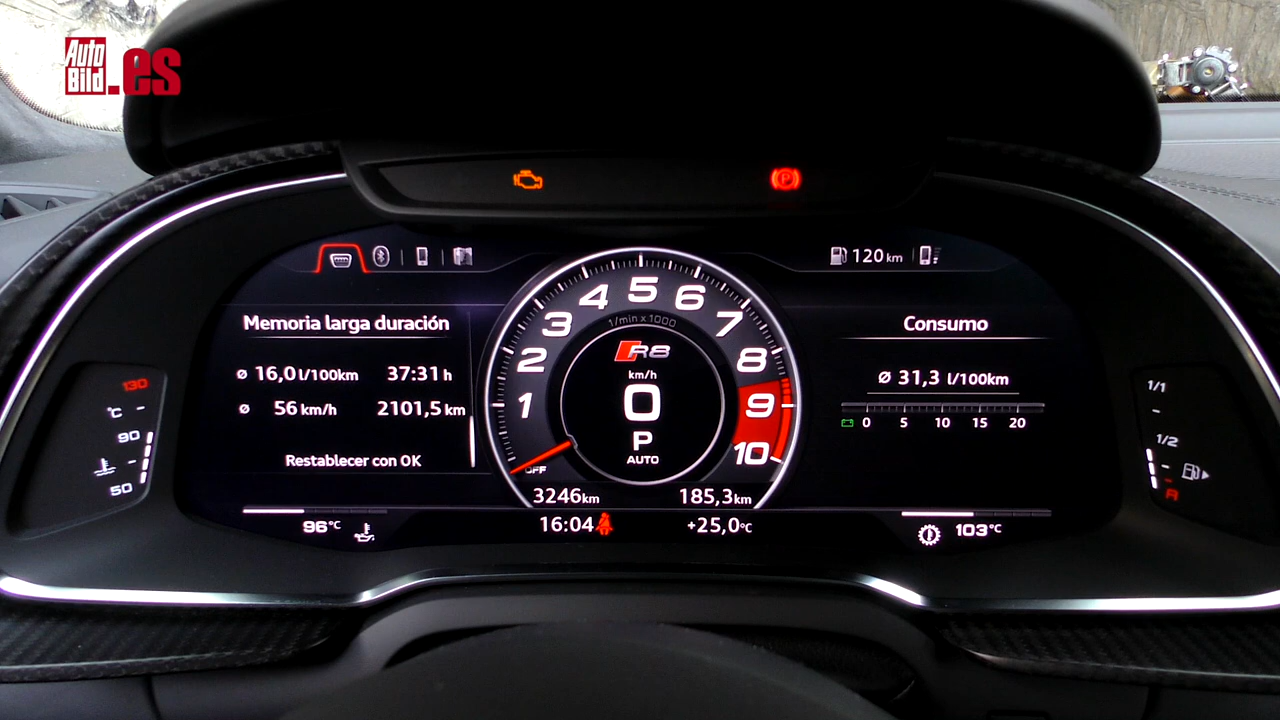 Auto
Bild
.es
P
120 km
Memoria larga duración
ø 16,0 l/100km 37:31 h
ø 56 km/h 2101,5 km
Restablecer con OK
1 2 3 4 5 6 7 8 9 10
1/min x 1000
R8
km/h
0
P
AUTO
OFF
3246 km 185,3 km
16:04 +25,0 °C
Consumo
Ø 31,3 l/100km
0 5 10 15 20
130
°C
90
50
96 °C
103 °C
1/1
1/2
R